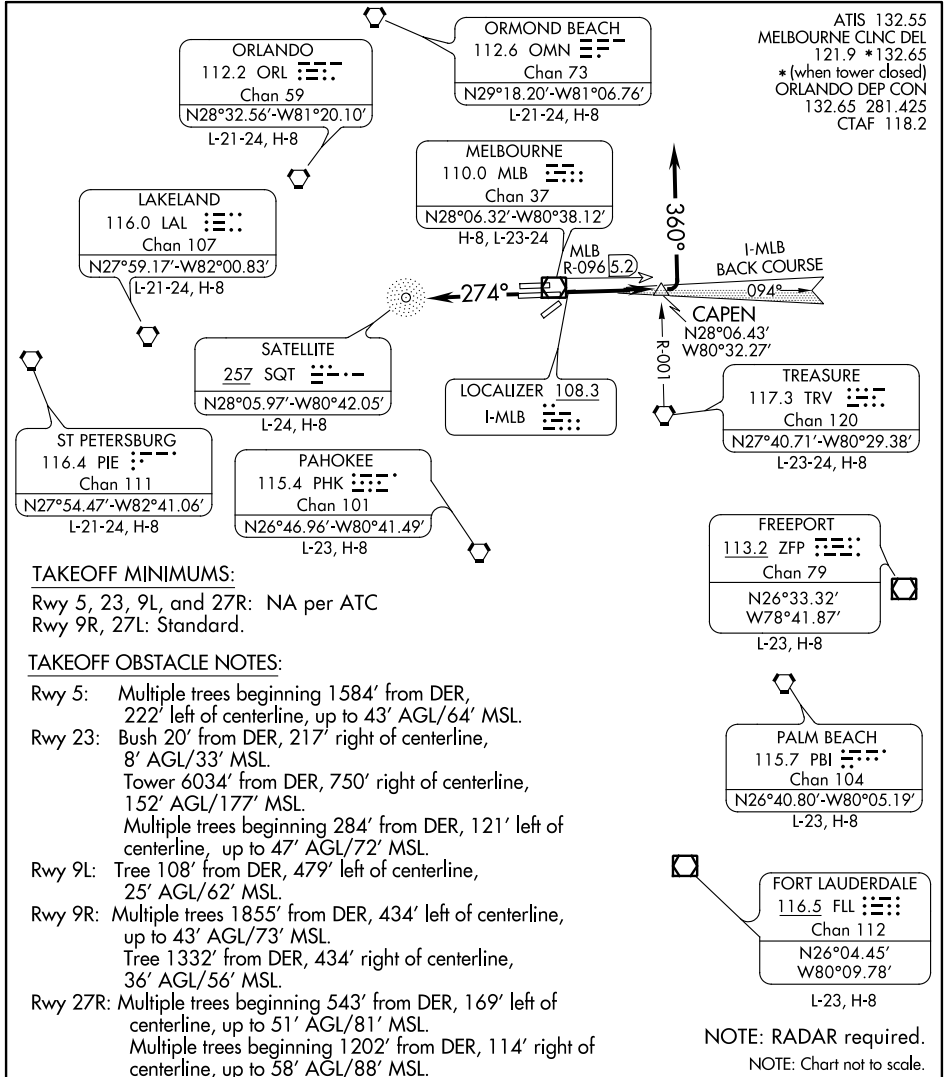 ATIS 132.55
MELBOURNE CLNC DEL
121.9 *132.65
* (when tower closed)
ORLANDO DEP CON
132.65 281.425
CTAF 118.2
ORMOND BEACH
112.6 OMN
Chan 73
N29°18.20'-W81°06.76'
L-21-24, H-8
ORLANDO
112.2 ORL
Chan 59
N28°32.56'-W81°20.10'
L-21-24, H-8
MELBOURNE
110.0 MLB
Chan 37
N28°06.32'-W80°38.12'
H-8, L-23-24
LAKELAND
116.0 LAL
Chan 107
N27°59.17'-W82°00.83'
L-21-24, H-8
360°
MLB
R-096 5.2
I-MLB
BACK COURSE
094°
274°
CAPEN
N28°06.43'
W80°32.27'
R-001
SATELLITE
257 SQT
N28°05.97'-W80°42.05'
L-24, H-8
LOCALIZER 108.3
I-MLB
TREASURE
117.3 TRV
Chan 120
N27°40.71'-W80°29.38'
L-23-24, H-8
ST PETERSBURG
116.4 PIE
Chan 111
N27°54.47'-W82°41.06'
L-21-24, H-8
PAHOKEE
115.4 PHK
Chan 101
N26°46.96'-W80°41.49'
L-23, H-8
FREEPORT
113.2 ZFP
Chan 79
N26°33.32'
W78°41.87'
L-23, H-8
PALM BEACH
115.7 PBI
Chan 104
N26°40.80'-W80°05.19'
L-23, H-8
FORT LAUDERDALE
116.5 FLL
Chan 112
N26°04.45'
W80°09.78'
L-23, H-8
TAKEOFF MINIMUMS:
Rwy 5, 23, 9L, and 27R: NA per ATC
Rwy 9R, 27L: Standard.
TAKEOFF OBSTACLE NOTES:
Rwy 5: Multiple trees beginning 1584' from DER,
222' left of centerline, up to 43' AGL/64' MSL.
Rwy 23: Bush 20' from DER, 217' right of centerline,
8' AGL/33' MSL.
Tower 6034' from DER, 750' right of centerline,
152' AGL/177' MSL.
Multiple trees beginning 284' from DER, 121' left of
centerline, up to 47' AGL/72' MSL.
Rwy 9L: Tree 108' from DER, 479' left of centerline,
25' AGL/62' MSL.
Rwy 9R: Multiple trees 1855' from DER, 434' left of centerline,
up to 43' AGL/73' MSL.
Tree 1332' from DER, 434' right of centerline,
36' AGL/56' MSL.
Rwy 27R: Multiple trees beginning 543' from DER, 169' left of
centerline, up to 51' AGL/81' MSL.
Multiple trees beginning 1202' from DER, 114' right of
centerline, up to 58' AGL/88' MSL.
NOTE: RADAR required.
NOTE: Chart not to scale.